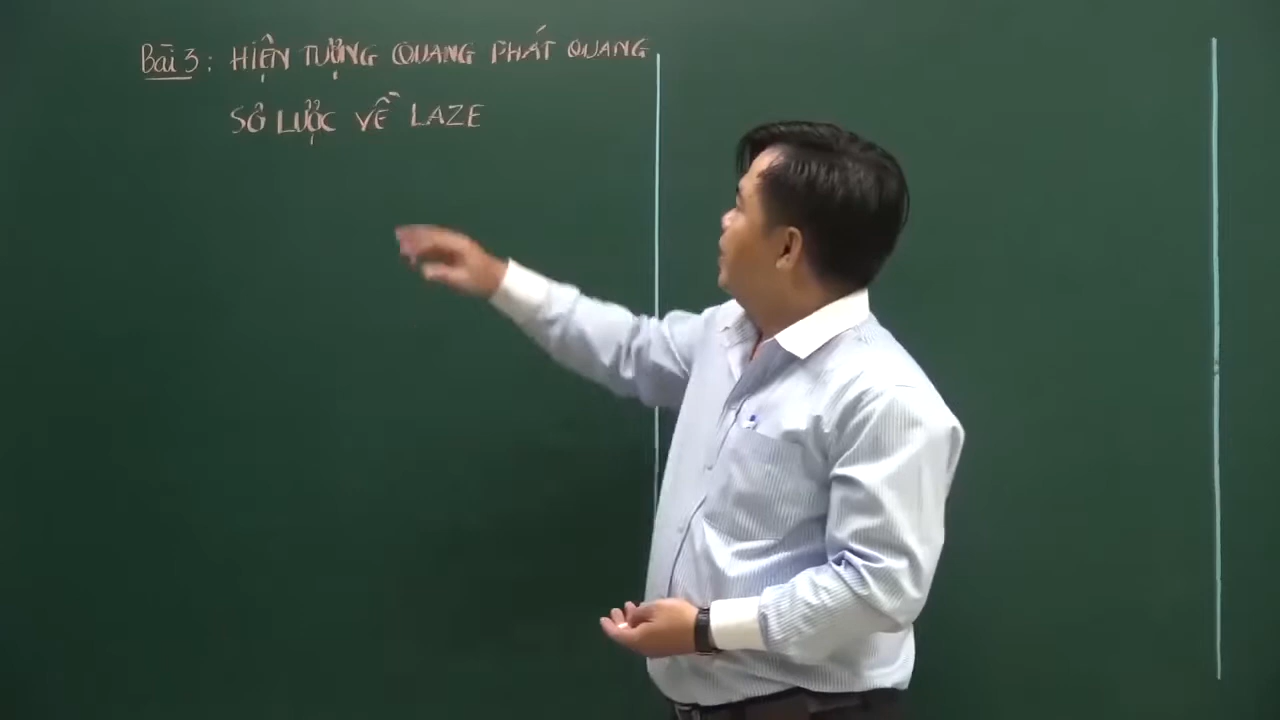 Bài 3: HIỆN TƯỢNG QUANG PHÁT QUANG
SƠ LƯỢC VỀ LAZE